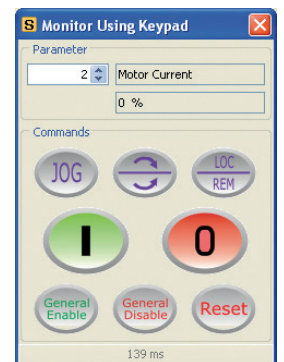 S Monitor Using Keypad
Parameter
2 Motor Current
0 %
Commands
JOG LOC
REM
I 0
General
Enable General
Disable Reset
139 ms